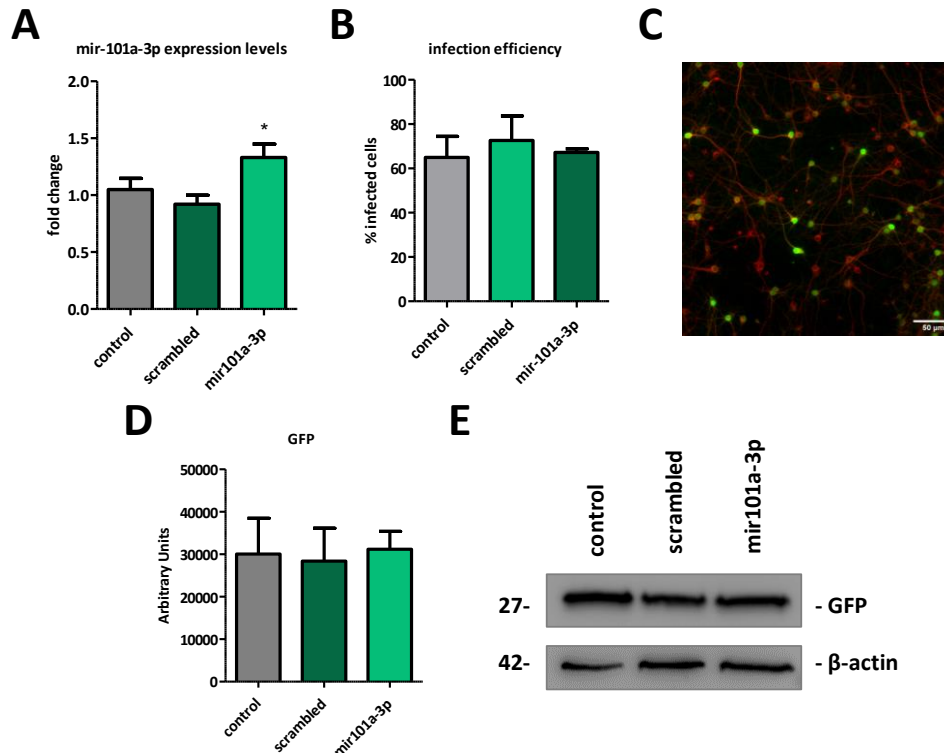 A
mir-101a-3p expression levels
fold change
2.0
1.5
1.0
0.5
0.0
*
control
scrambled
mir101a-3p
B
infection efficiency
% infected cells
100
80
60
40
20
0
control
scrambled
mir-101a-3p
C
50 µm
D
GFP
Arbitrary Units
50000
40000
30000
20000
10000
0
control
scrambled
mir101a-3p
E
control
scrambled
mir101a-3p
27-
- GFP
42-
- β-actin